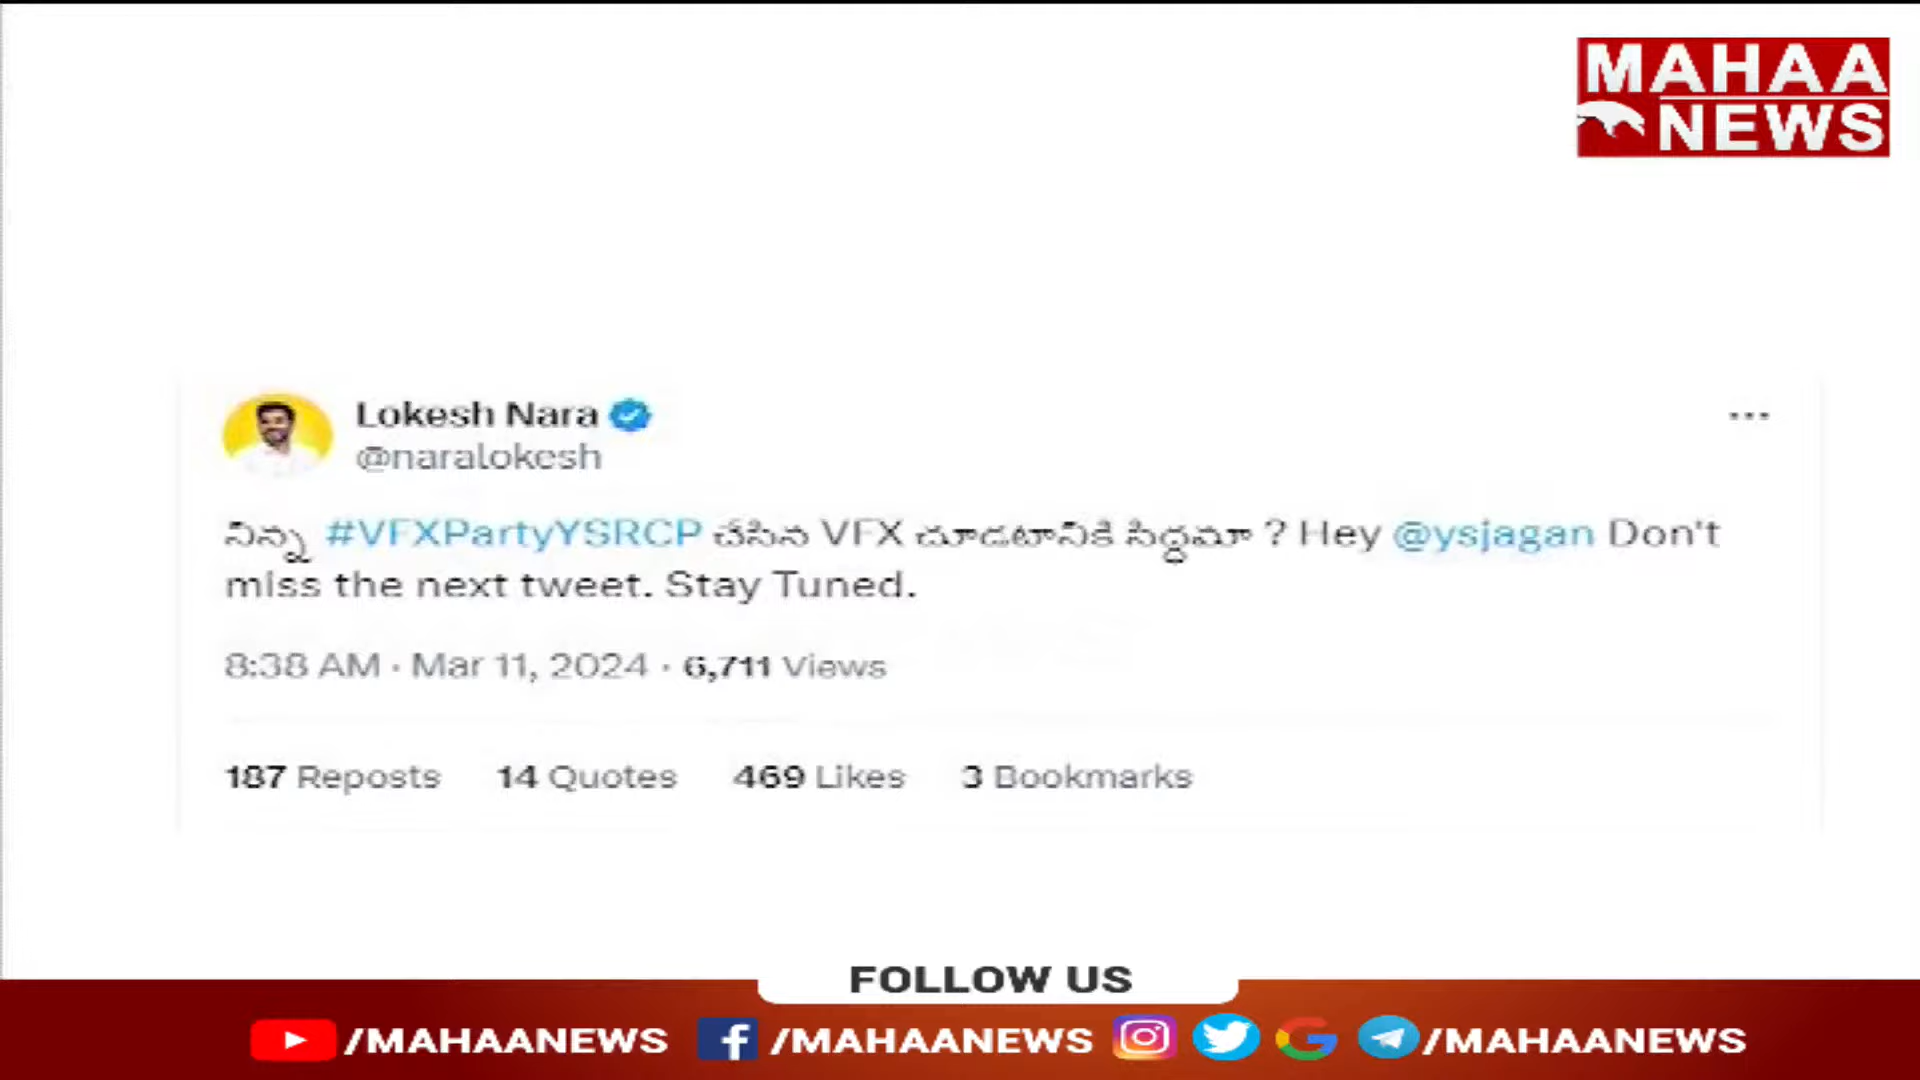 MAHAA
NEWS
Lokesh Nara
@naralokesh
నిన్న #VFXPartyYSRCP చేసిన VFX చూడటానికి సిద్ధమా ? Hey @ysjagan Don't
miss the next tweet. Stay Tuned.
8:38 AM · Mar 11, 2024 · 6,711 Views
187 Reposts 14 Quotes 469 Likes 3 Bookmarks
FOLLOW US
/MAHAANEWS /MAHAANEWS /MAHAANEWS